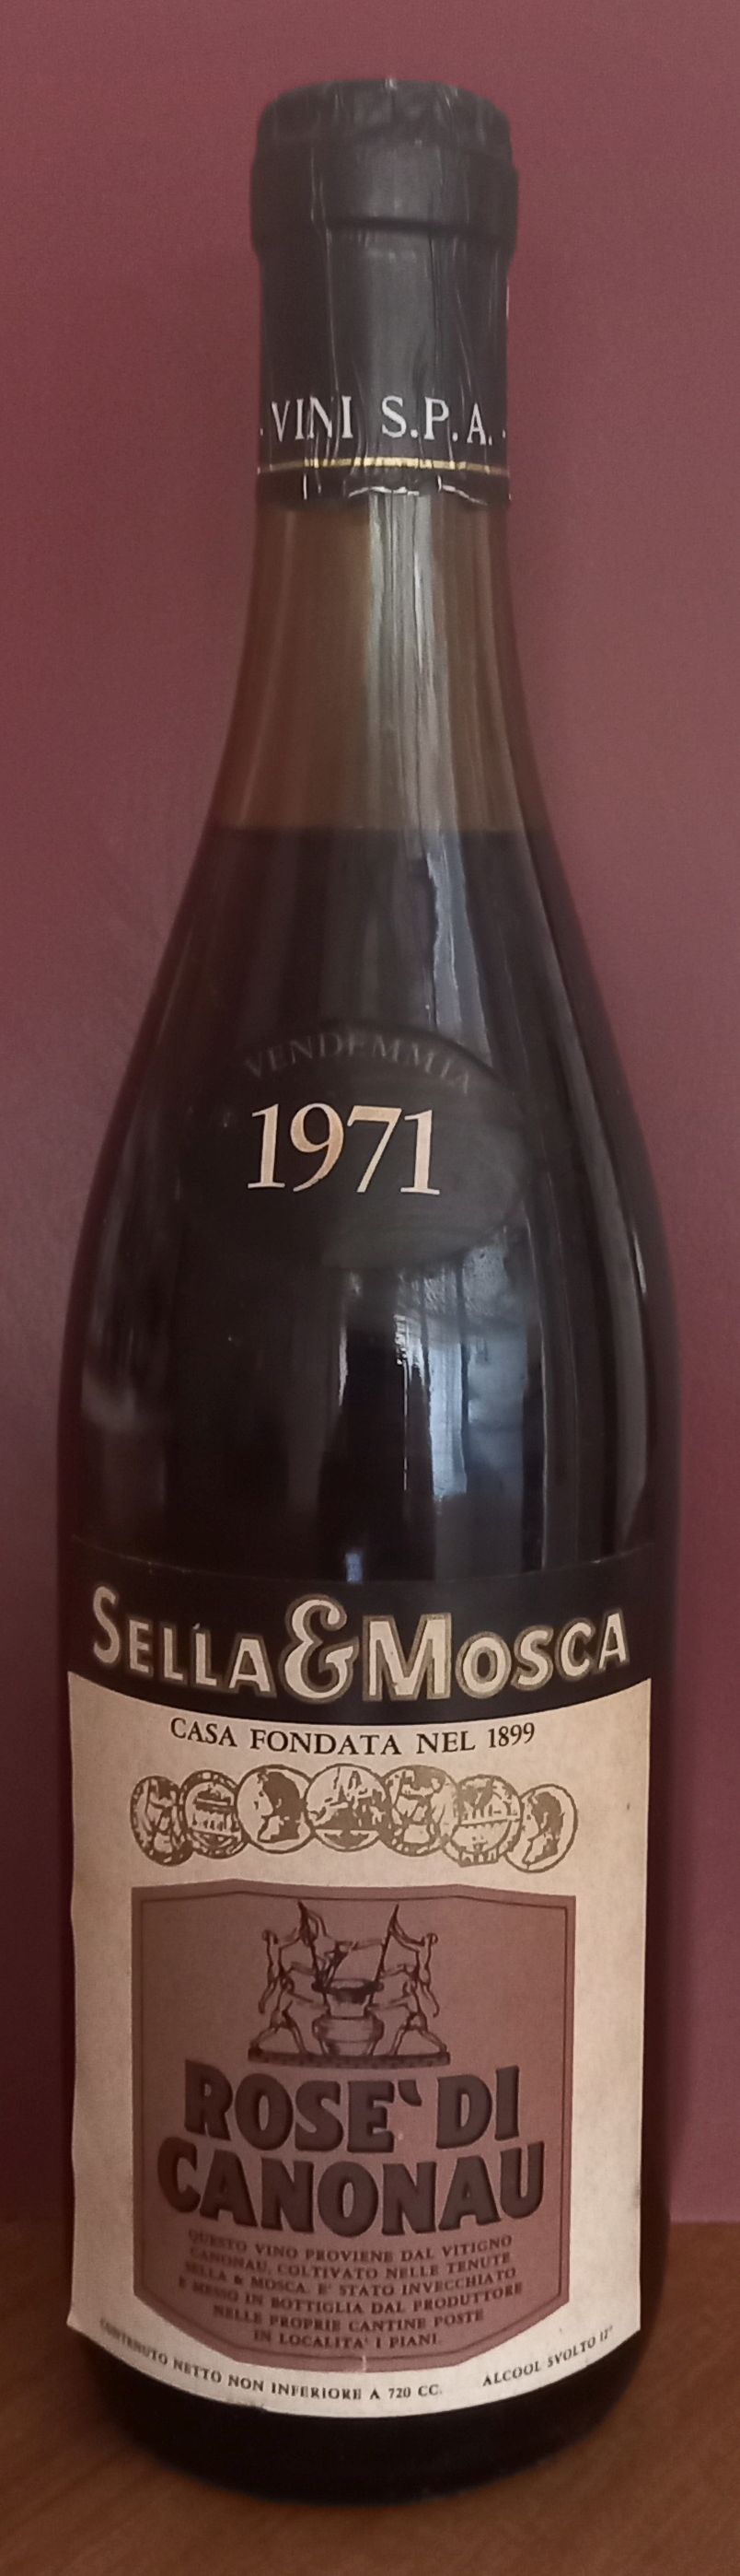 · VINI S.P.A. ·
VENDEMMIA
1971
SELLA & MOSCA
CASA FONDATA NEL 1899
ROSE` DI
CANONAU
QUESTO VINO PROVIENE DAL VITIGNO
CANONAU, COLTIVATO NELLE TENUTE
SELLA & MOSCA. E' STATO INVECCHIATO
E MESSO IN BOTTIGLIA DAL PRODUTTORE
NELLE PROPRIE CANTINE POSTE
IN LOCALITA' I PIANI.
CONTENUTO NETTO NON INFERIORE A 720 CC. ALCOOL SVOLTO 12°